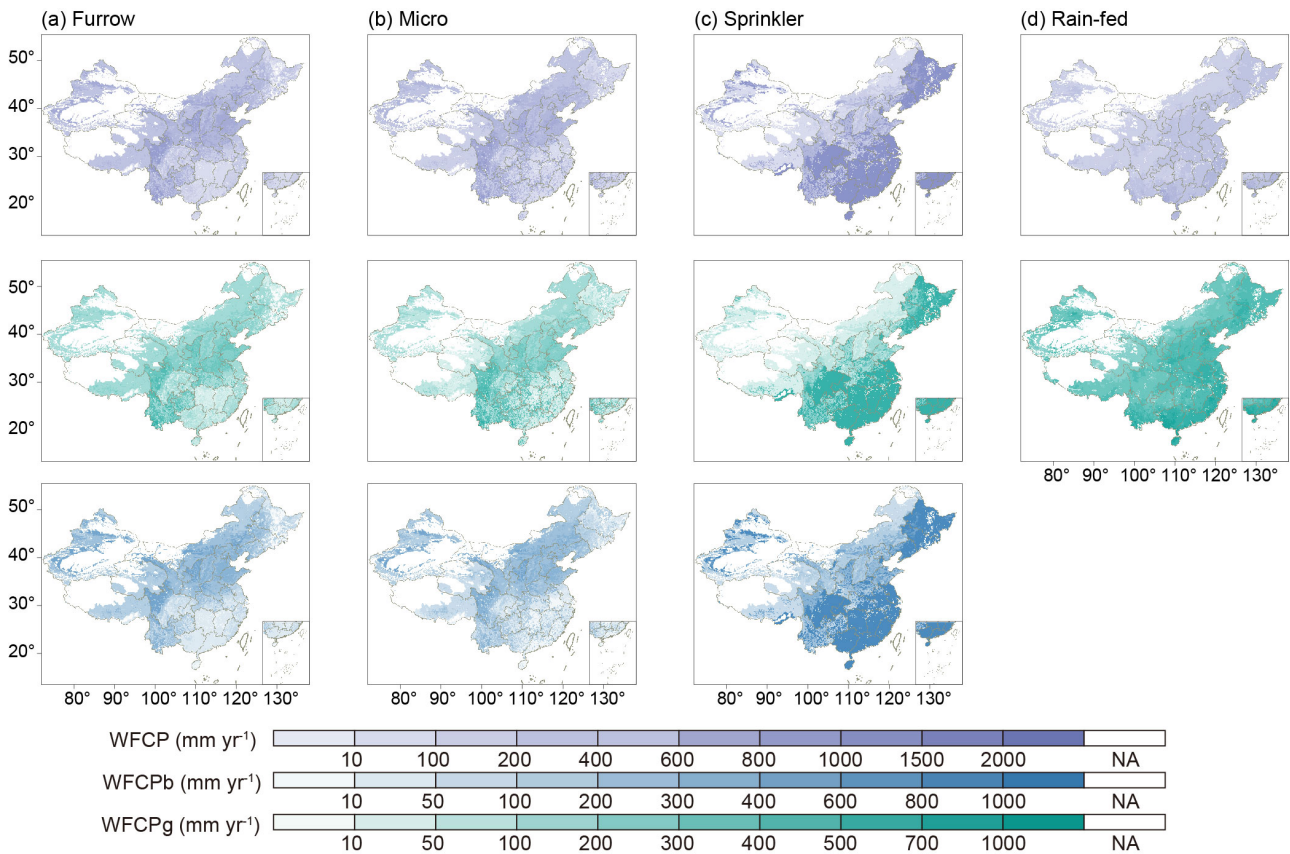 (a) Furrow (b) Micro (c) Sprinkler (d) Rain-fed
50°
40°
30°
20°
50°
40°
30°
20°
80° 90° 100° 110° 120° 130°
50°
40°
30°
20°
80° 90° 100° 110° 120° 130° 80° 90° 100° 110° 120° 130° 80° 90° 100° 110° 120° 130°
WFCP (mm yr⁻¹)
10 100 200 400 600 800 1000 1500 2000 NA
WFCPb (mm yr⁻¹)
10 50 100 200 300 400 600 800 1000 NA
WFCPg (mm yr⁻¹)
10 50 100 200 300 400 500 700 1000 NA